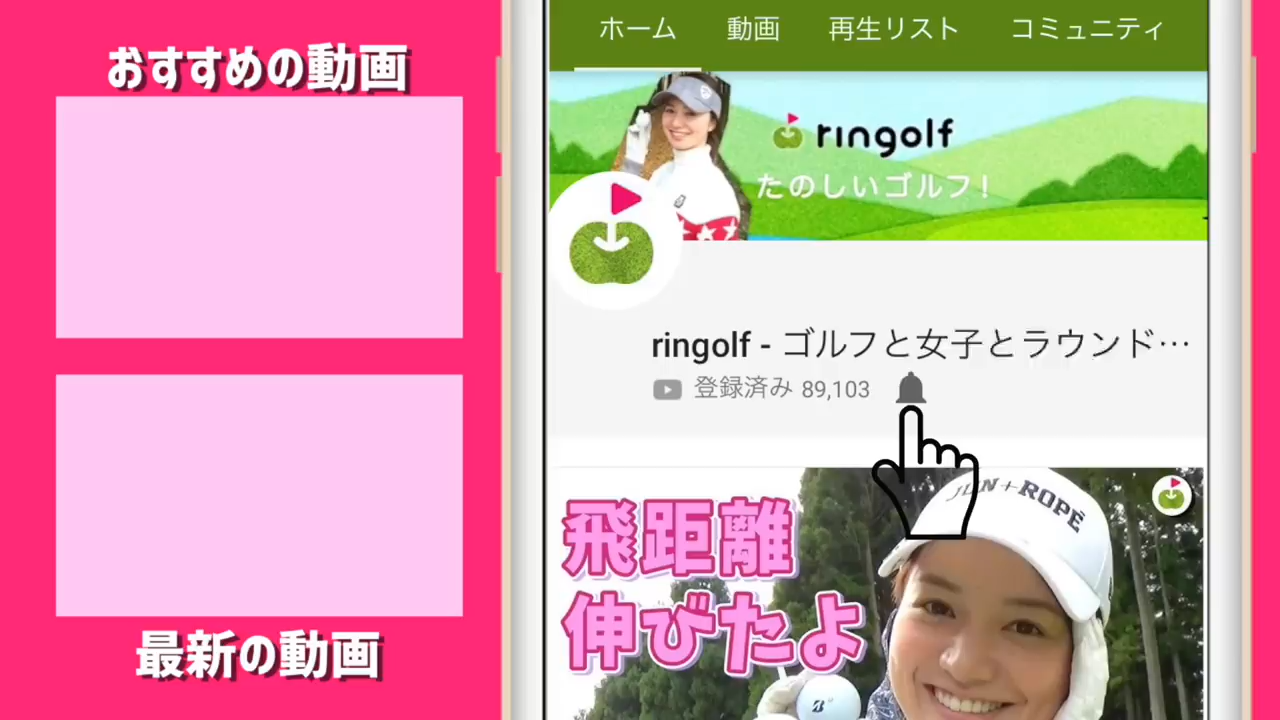 おすすめの動画
最新の動画
ホーム 動画 再生リスト コミュニティ
ringolf
たのしいゴルフ!
ringolf - ゴルフと女子とラウンド…
登録済み 89,103
飛距離
伸びたよ
JUN+ROPÉ
B